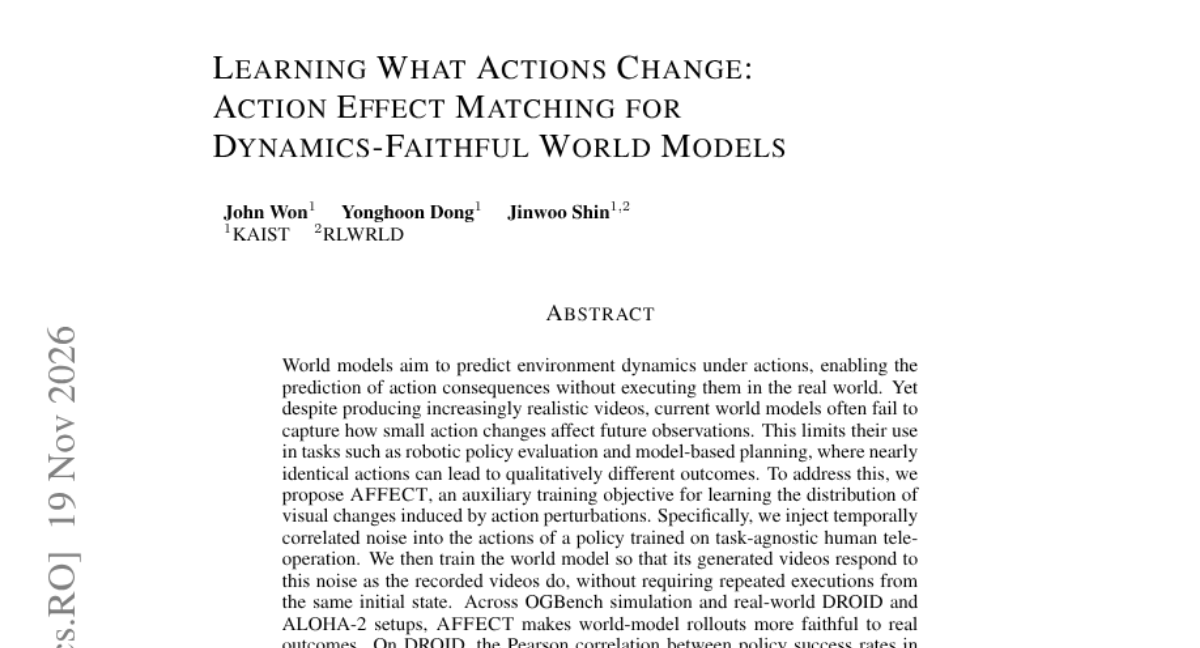 LEARNING WHAT ACTIONS CHANGE:
ACTION EFFECT MATCHING FOR
DYNAMICS-FAITHFUL WORLD MODELS
John Won¹ Yonghoon Dong¹ Jinwoo Shin¹,²
¹KAIST ²RLWRLD
ABSTRACT
World models aim to predict environment dynamics under actions, enabling the
prediction of action consequences without executing them in the real world. Yet
despite producing increasingly realistic videos, current world models often fail to
capture how small action changes affect future observations. This limits their use
in tasks such as robotic policy evaluation and model-based planning, where nearly
identical actions can lead to qualitatively different outcomes. To address this, we
propose AFFECT, an auxiliary training objective for learning the distribution of
visual changes induced by action perturbations. Specifically, we inject temporally
correlated noise into the actions of a policy trained on task-agnostic human tele-
operation. We then train the world model so that its generated videos respond to
this noise as the recorded videos do, without requiring repeated executions from
the same initial state. Across OGBench simulation and real-world DROID and
ALOHA-2 setups, AFFECT makes world-model rollouts more faithful to real
outcomes. On DROID, the Pearson correlation between policy success rates in
cs.RO] 19 Nov 2026